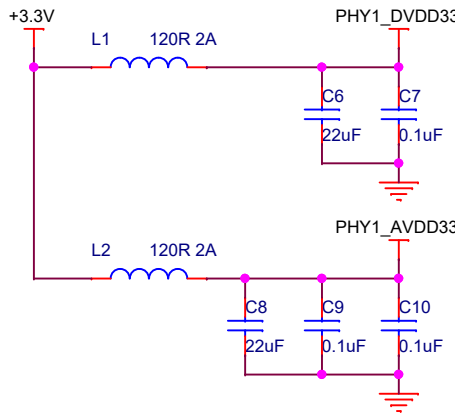 +3.3V
PHY1_DVDD33
L1 120R 2A
C6 C7
22uF 0.1uF
PHY1_AVDD33
L2 120R 2A
C8 C9 C10
22uF 0.1uF 0.1uF